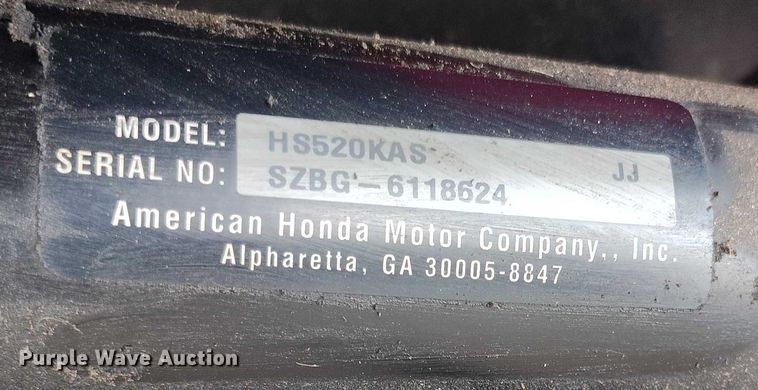 MODEL: HS520KAS JJ
SERIAL NO: SZBG-6118624
American Honda Motor Company,, Inc.
Alpharetta, GA 30005-8847
Purple Wave Auction